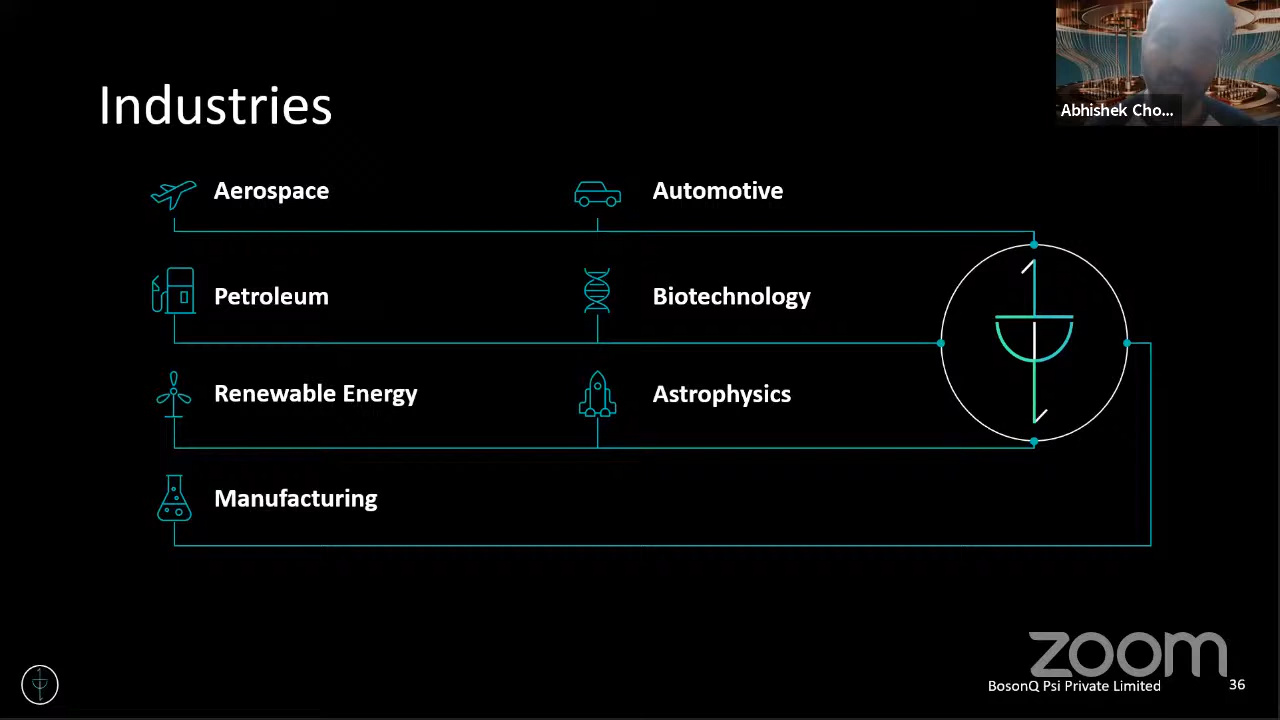 Abhishek Cho...
Industries
Aerospace
Automotive
Petroleum
Biotechnology
Renewable Energy
Astrophysics
Manufacturing
zoom
BosonQ Psi Private Limited
36